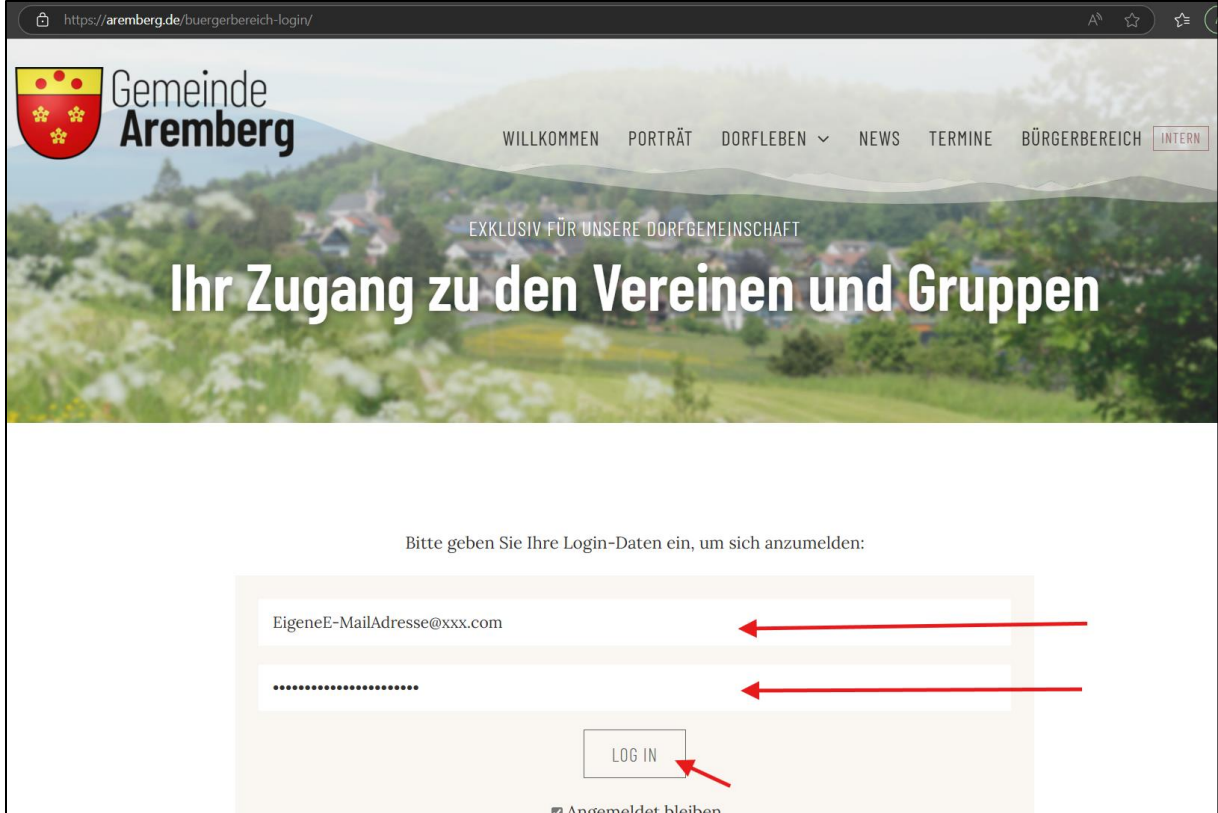 https://aremberg.de/buergerbereich-login/
Gemeinde
Aremberg
WILLKOMMEN PORTRÄT DORFLEBEN NEWS TERMINE BÜRGERBEREICH INTERN
EXKLUSIV FÜR UNSERE DORFGEMEINSCHAFT
Ihr Zugang zu den Vereinen und Gruppen
Bitte geben Sie Ihre Login-Daten ein, um sich anzumelden:
EigeneE-MailAdresse@xxx.com
•••••••••••••••••••••••
LOG IN
Angemeldet bleiben